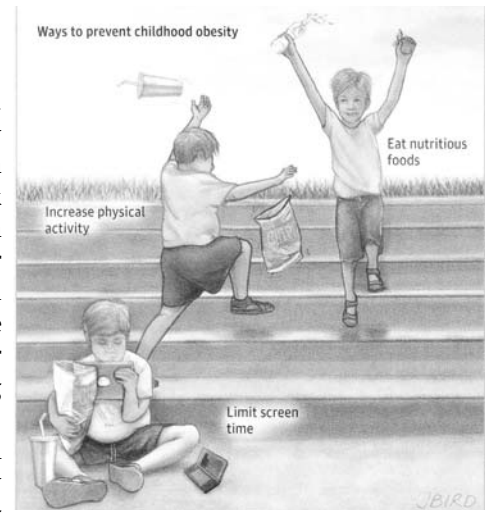 Ways to prevent childhood obesity
Eat nutritious
foods
Increase physical
activity
Limit screen
time
JBIRD